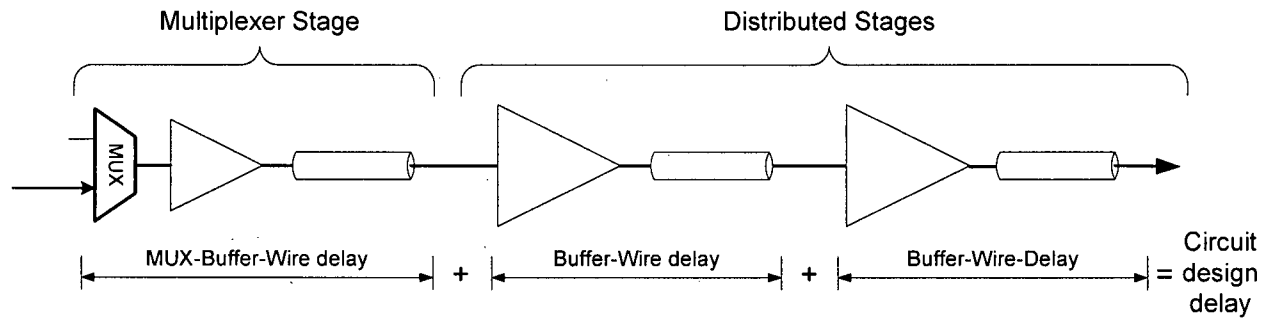 Multiplexer Stage
Distributed Stages
MUX
MUX-Buffer-Wire delay
+
Buffer-Wire delay
+
Buffer-Wire-Delay
=
Circuit
design
delay